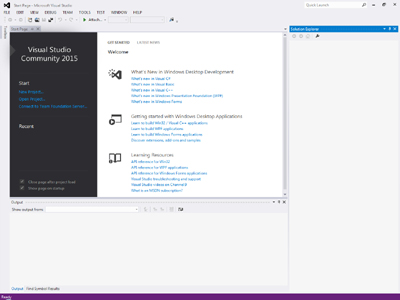 Start Page - Microsoft Visual Studio
Quick Launch
FILE EDIT VIEW DEBUG TEAM TOOLS TEST WINDOW HELP
Attach...
Start Page
Solution Explorer
Visual Studio
Community 2015
Start
New Project...
Open Project...
Connect to Team Foundation Server...
Recent
Close page after project load
Show page on startup
GET STARTED LATEST NEWS
Welcome
What's New in Windows Desktop Development
What's new in Visual C#
What's new in Visual Basic
What's new in Visual C++
What's new in Windows Presentation Foundation (WPF)
What's new in Windows Forms
Getting started with Windows Desktop Applications
Learn to build Win32 / Visual C++ applications
Learn to build WPF applications
Learn to build Windows Forms applications
Discover extensions, add-ons and samples
Learning Resources
API reference for Win32
API reference for WPF applications
API reference for Windows Forms applications
Visual Studio troubleshooting and support
Visual Studio videos on Channel 9
What is an MSDN subscription?
Output
Show output from:
Output Find Symbol Results
Ready